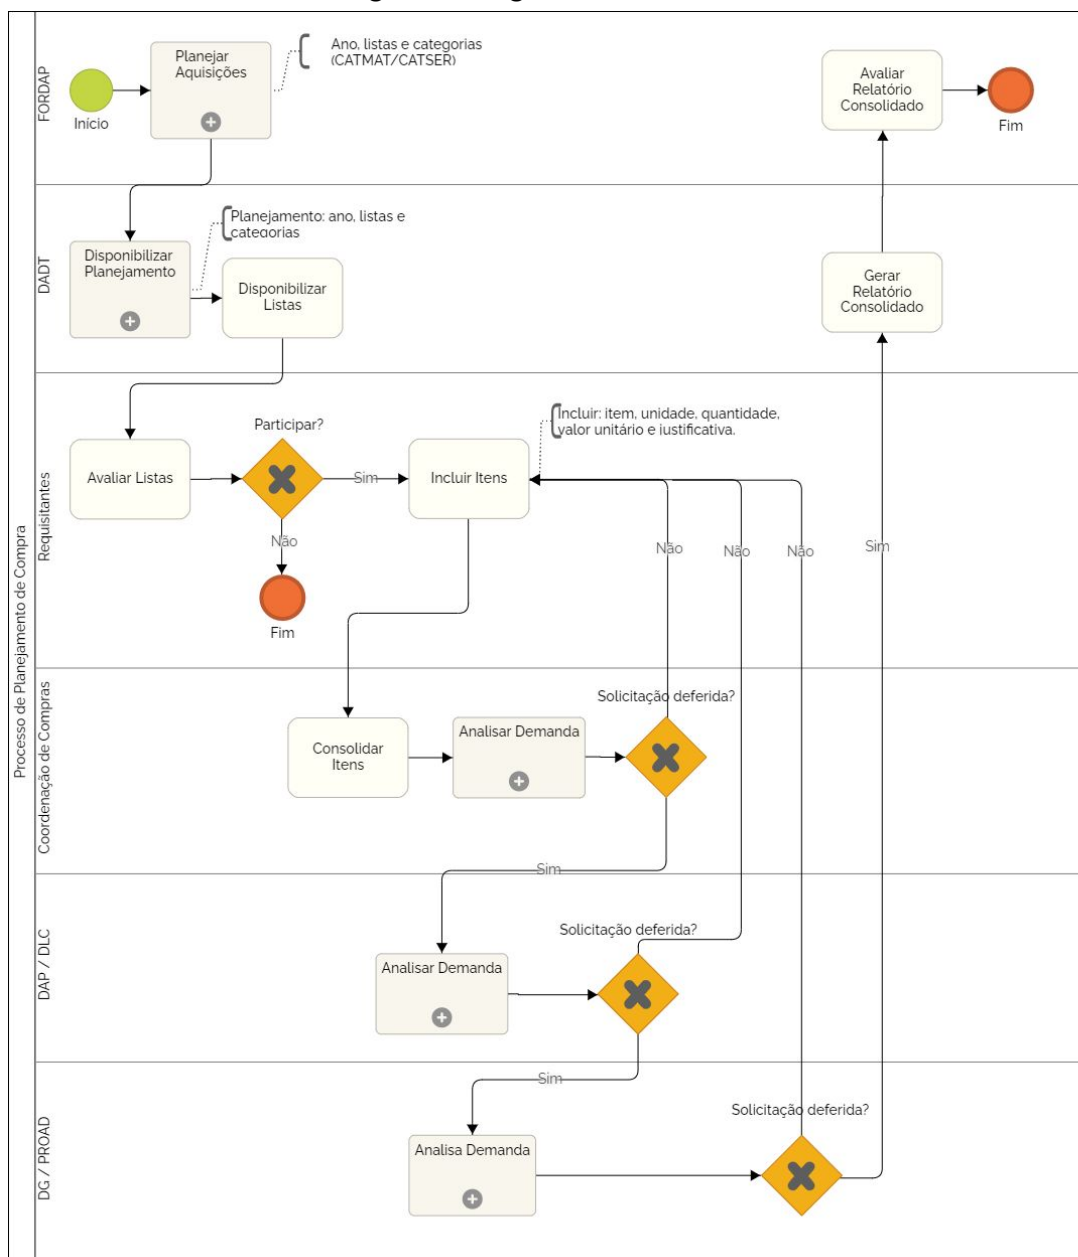 Processo de Planejamento de Compra
FORDAP
Início
Planejar
Aquisições
Ano, listas e categorias
(CATMAT/CATSER)
Avaliar
Relatório
Consolidado
Fim
DADT
Disponibilizar
Planejamento
Planejamento: ano, listas e
categorias
Disponibilizar
Listas
Gerar
Relatório
Consolidado
Requisitantes
Avaliar Listas
Participar?
Sim
Não
Fim
Incluir Itens
Incluir: item, unidade, quantidade,
valor unitário e justificativa.
Não
Não
Não
Sim
Coordenação de Compras
Consolidar
Itens
Analisar Demanda
Solicitação deferida?
Sim
DAP / DLC
Analisar Demanda
Solicitação deferida?
Sim
DG / PROAD
Analisa Demanda
Solicitação deferida?